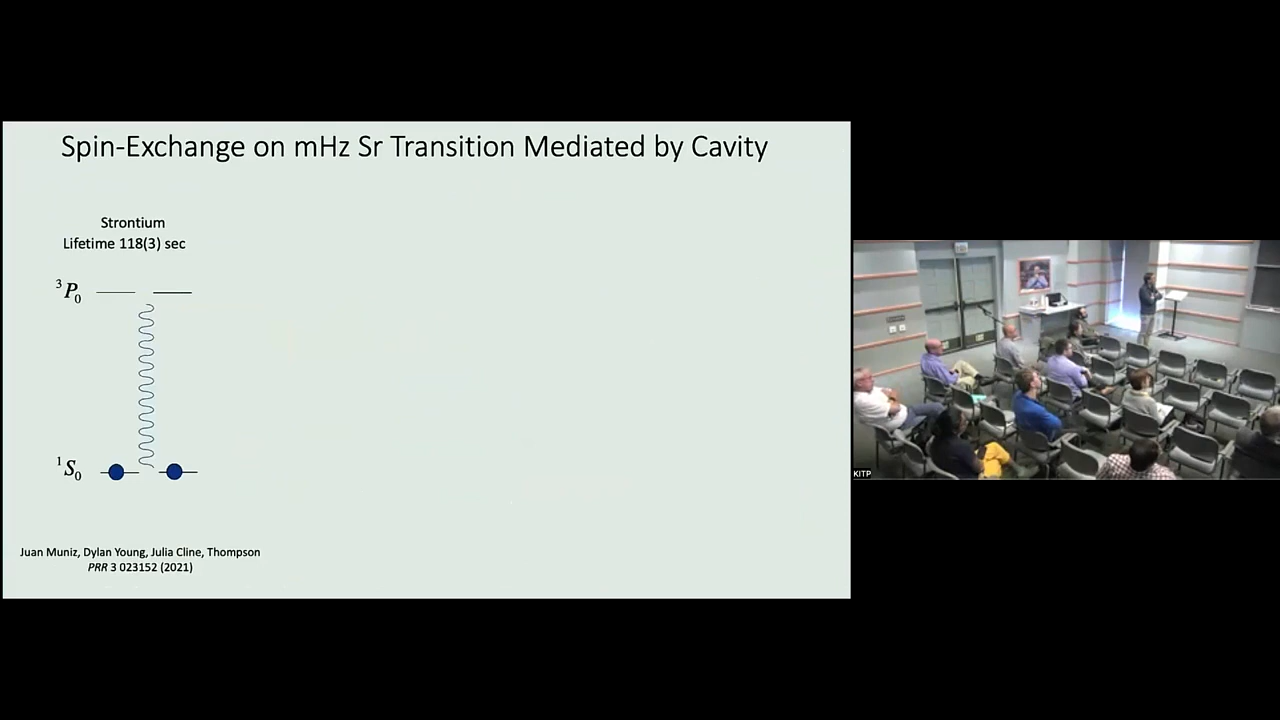 Spin-Exchange on mHz Sr Transition Mediated by Cavity
Strontium
Lifetime 118(3) sec
³P₀
¹S₀
Juan Muniz, Dylan Young, Julia Cline, Thompson
PRR 3 023152 (2021)
KITP